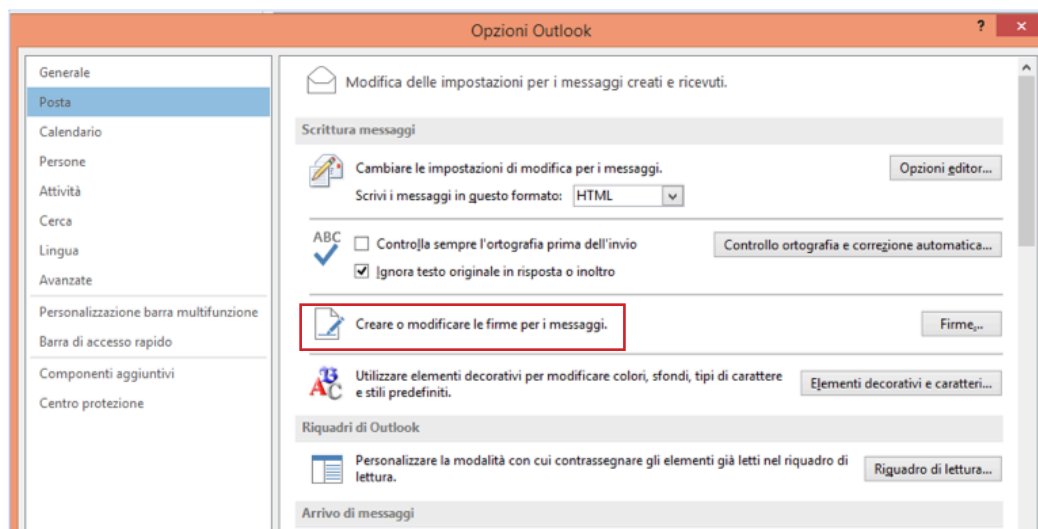 Opzioni Outlook
?
×
Generale
Posta
Calendario
Persone
Attività
Cerca
Lingua
Avanzate
Personalizzazione barra multifunzione
Barra di accesso rapido
Componenti aggiuntivi
Centro protezione
Modifica delle impostazioni per i messaggi creati e ricevuti.
Scrittura messaggi
Cambiare le impostazioni di modifica per i messaggi.
Opzioni editor...
Scrivi i messaggi in questo formato: HTML
ABC
Controlla sempre l'ortografia prima dell'invio
Controllo ortografia e correzione automatica...
Ignora testo originale in risposta o inoltro
Creare o modificare le firme per i messaggi.
Firme...
Utilizzare elementi decorativi per modificare colori, sfondi, tipi di carattere
e stili predefiniti.
Elementi decorativi e caratteri...
Riquadri di Outlook
Personalizzare la modalità con cui contrassegnare gli elementi già letti nel riquadro di
lettura.
Riquadro di lettura...
Arrivo di messaggi